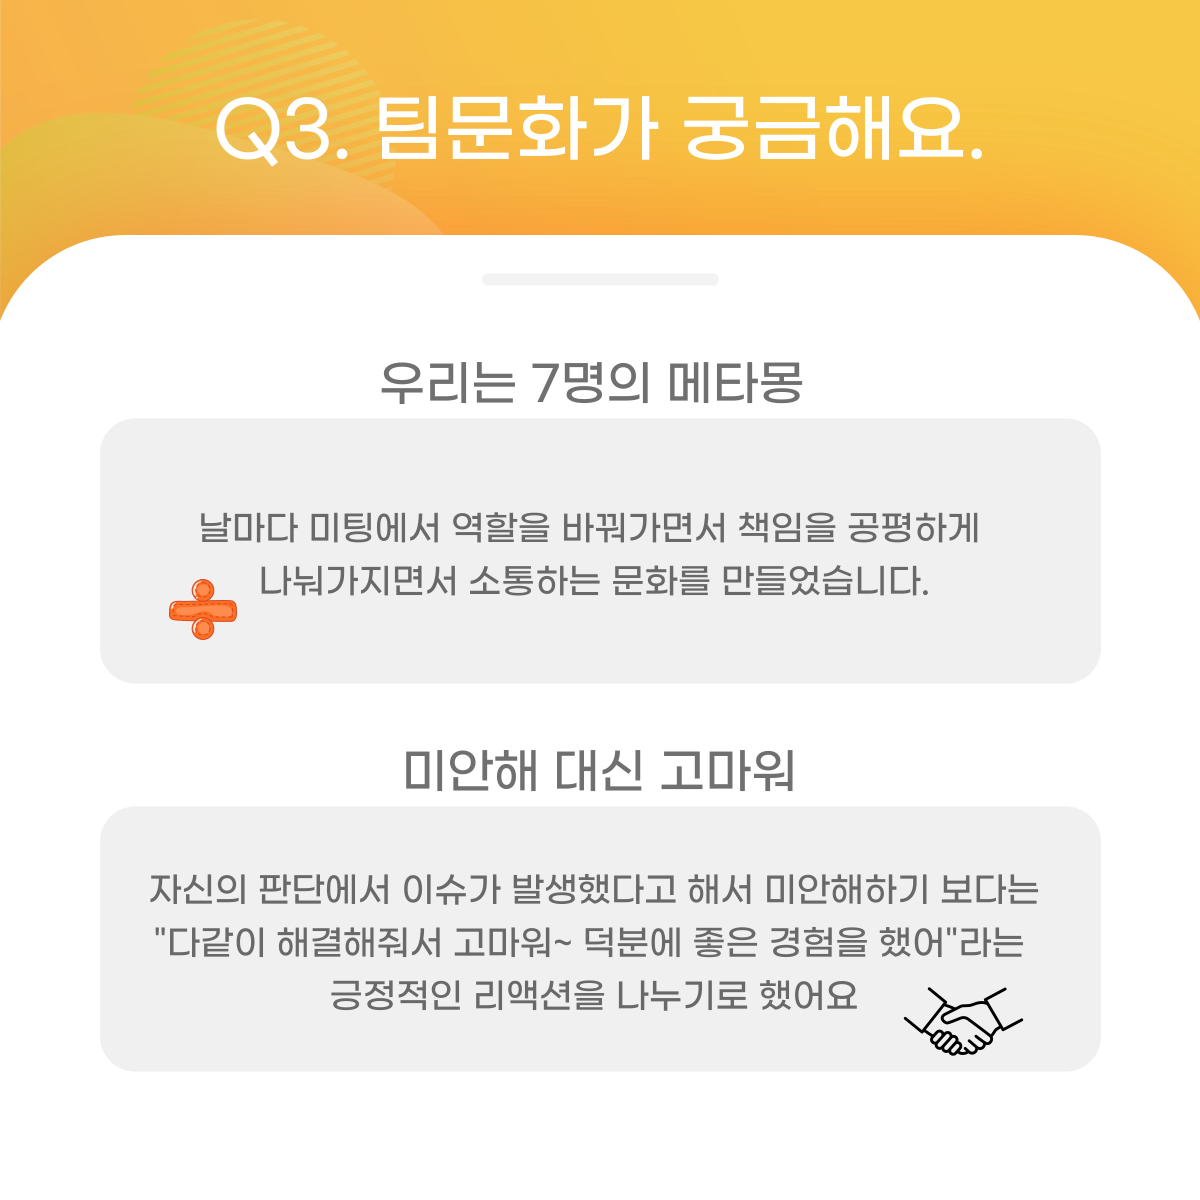 Q3. 팀문화가 궁금해요.
우리는 7명의 메타몽
날마다 미팅에서 역할을 바꿔가면서 책임을 공평하게
나눠가지면서 소통하는 문화를 만들었습니다.
미안해 대신 고마워
자신의 판단에서 이슈가 발생했다고 해서 미안해하기 보다는
"다같이 해결해줘서 고마워~ 덕분에 좋은 경험을 했어"라는
긍정적인 리액션을 나누기로 했어요